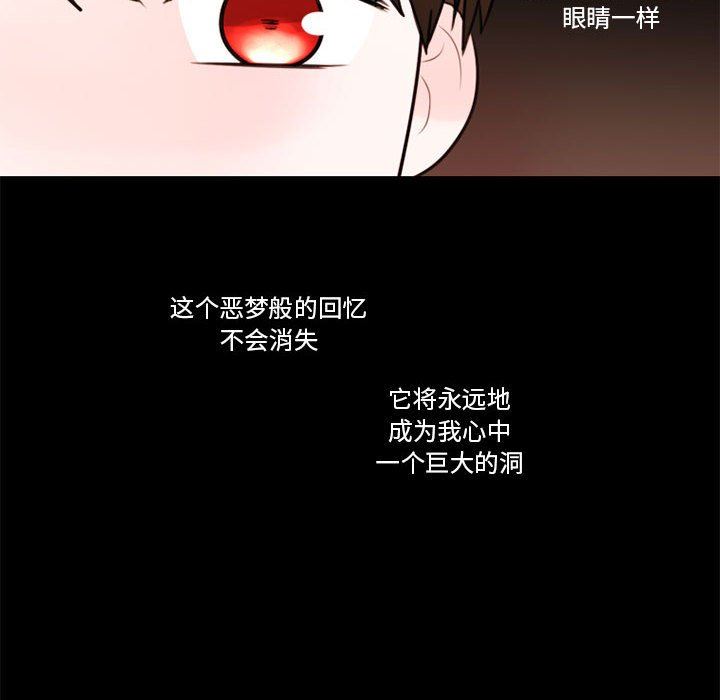 眼睛一样
这个恶梦般的回忆
不会消失
它将永远地
成为我心中
一个巨大的洞